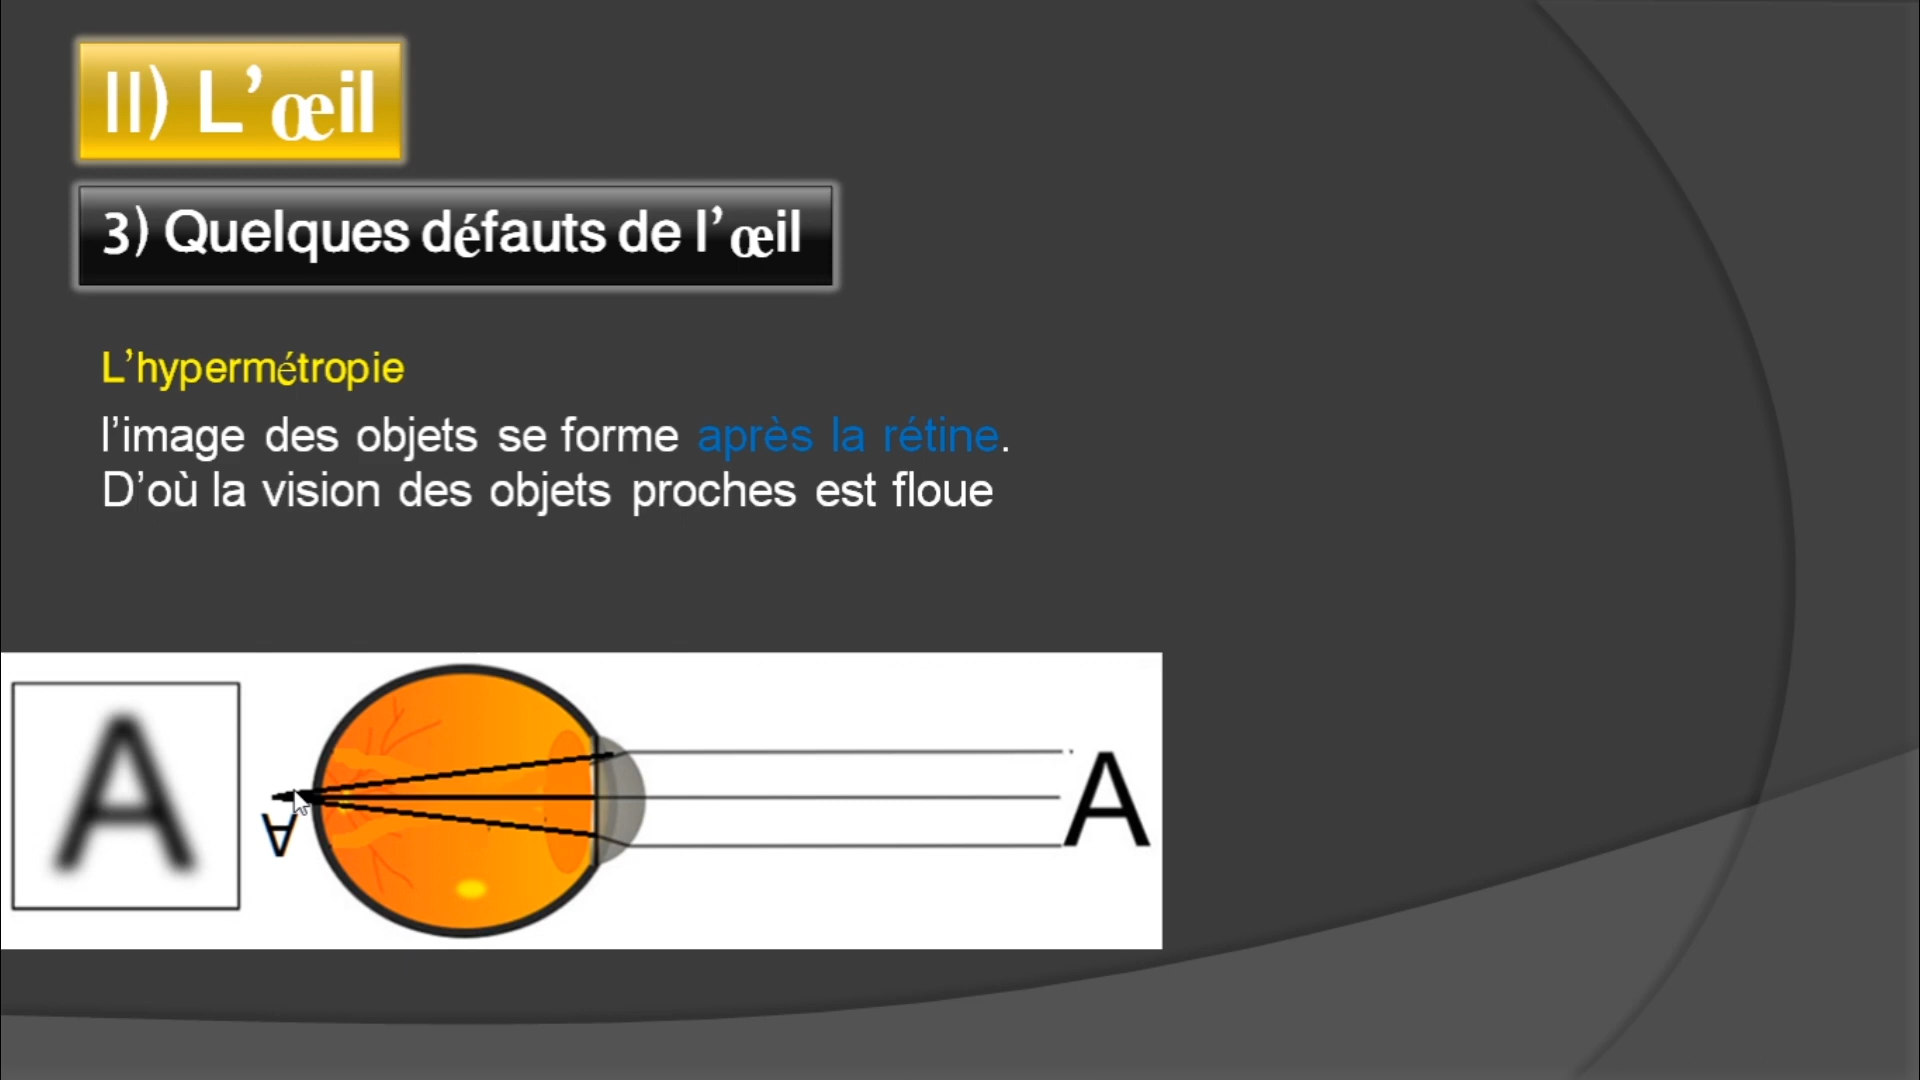 II) L’œil
3) Quelques défauts de l’œil
L’hypermétropie
l’image des objets se forme après la rétine.
D’où la vision des objets proches est floue
A
A
A